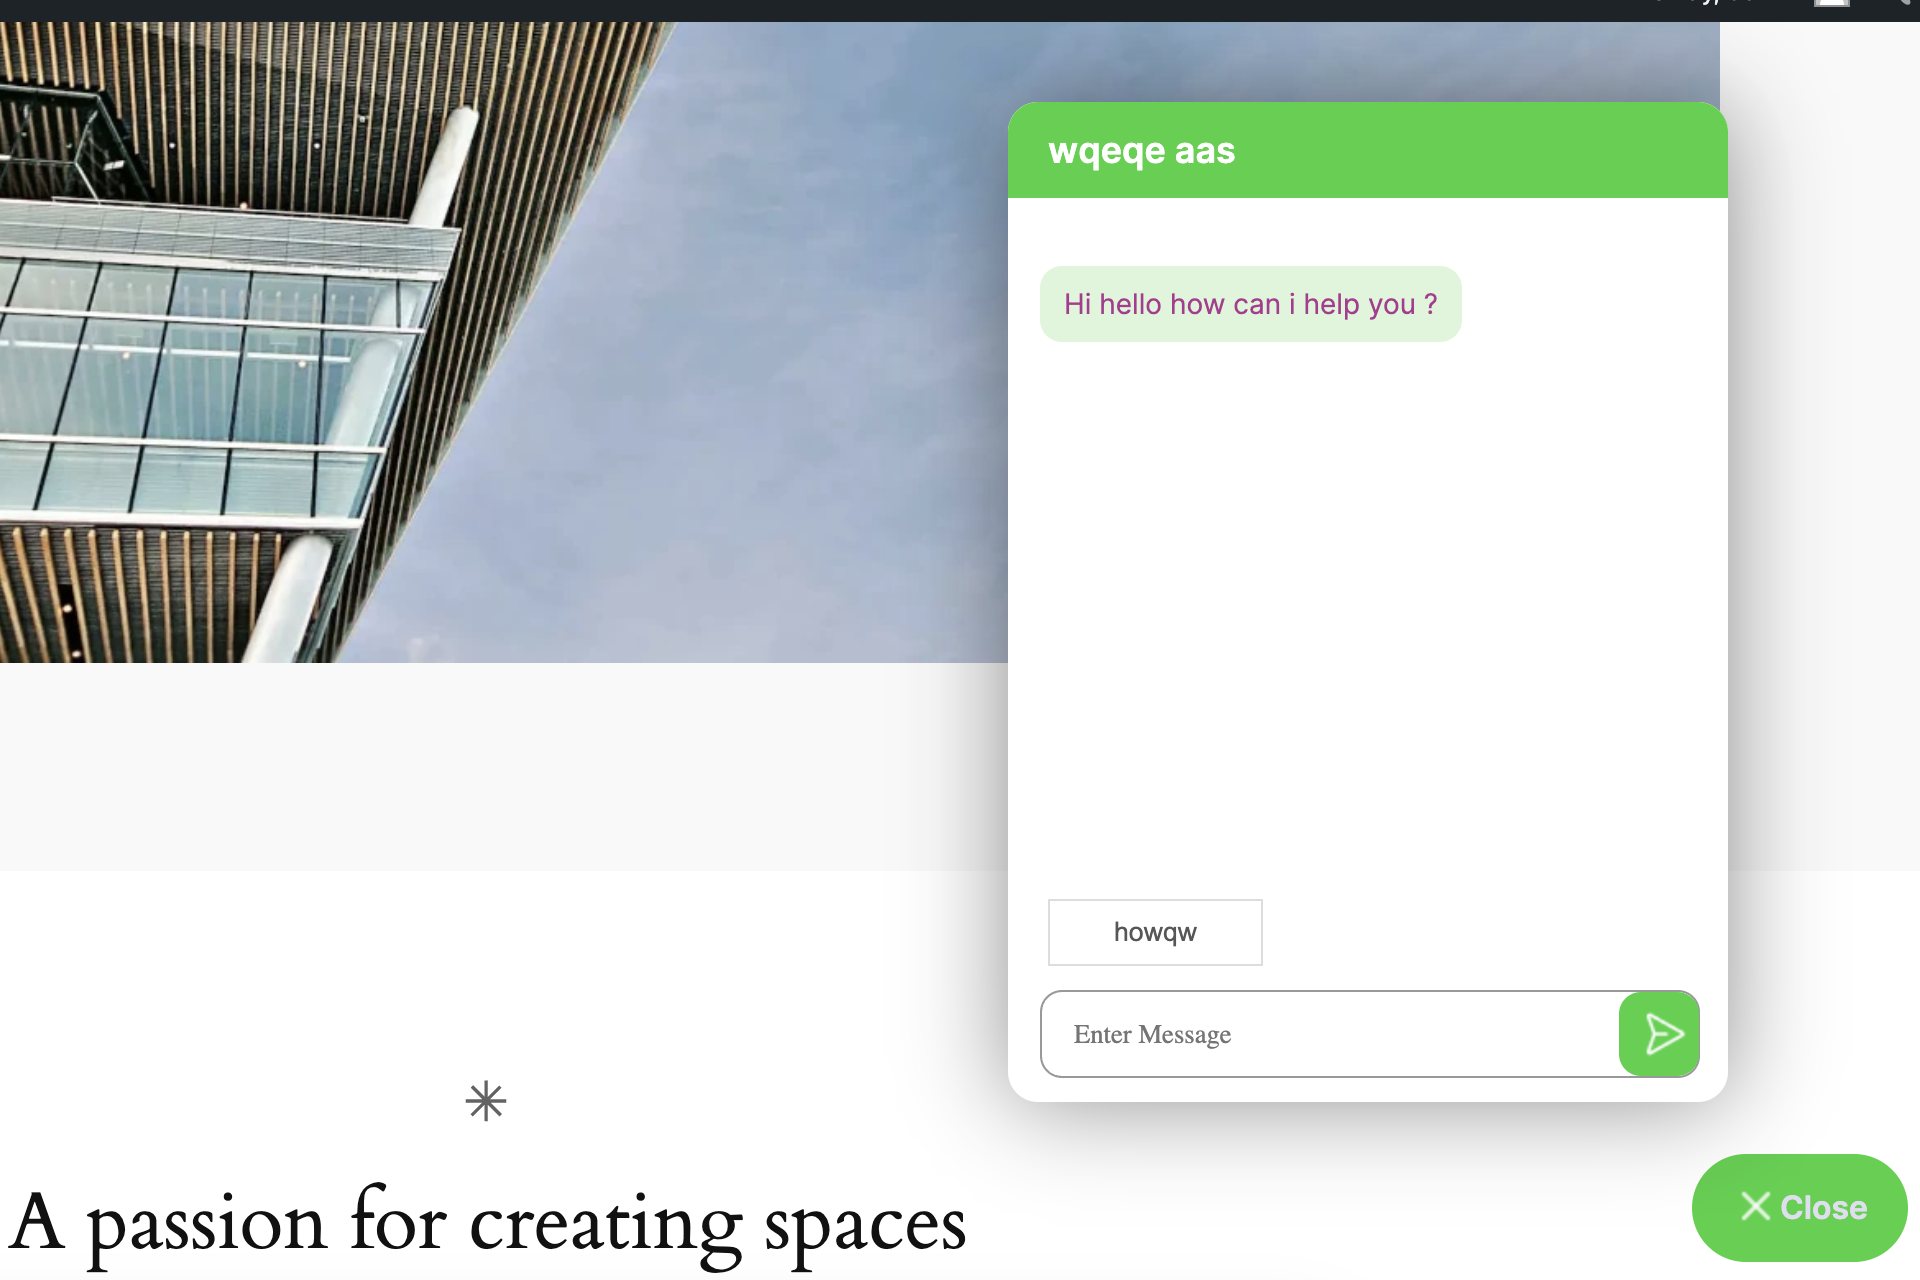 wqeqe aas
Hi hello how can i help you ?
howqw
Enter Message
A passion for creating spaces
Close